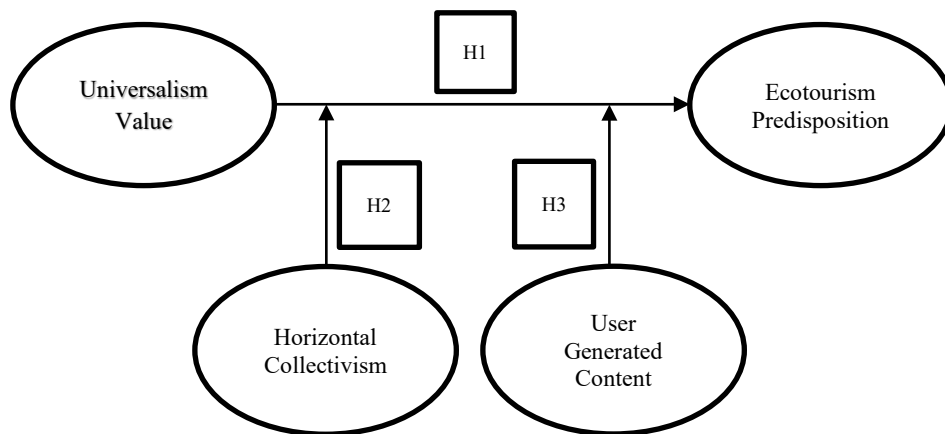 H1
Universalism
Value
Ecotourism
Predisposition
H2
H3
Horizontal
Collectivism
User
Generated
Content